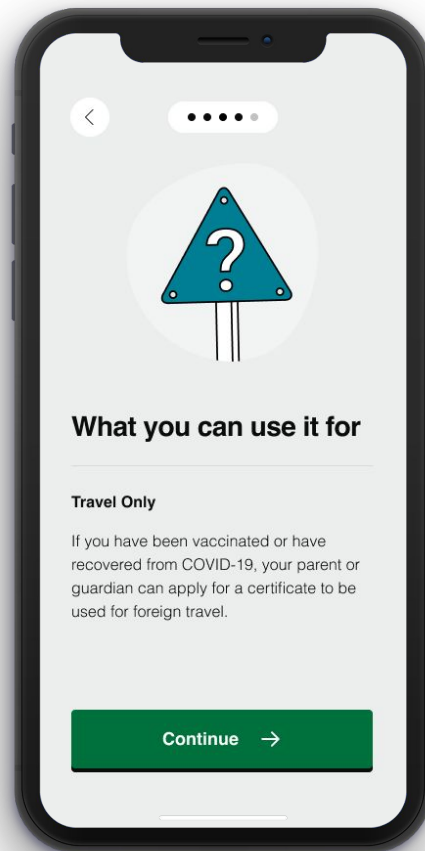 ?
What you can use it for
Travel Only
If you have been vaccinated or have
recovered from COVID-19, your parent or
guardian can apply for a certificate to be
used for foreign travel.
Continue →